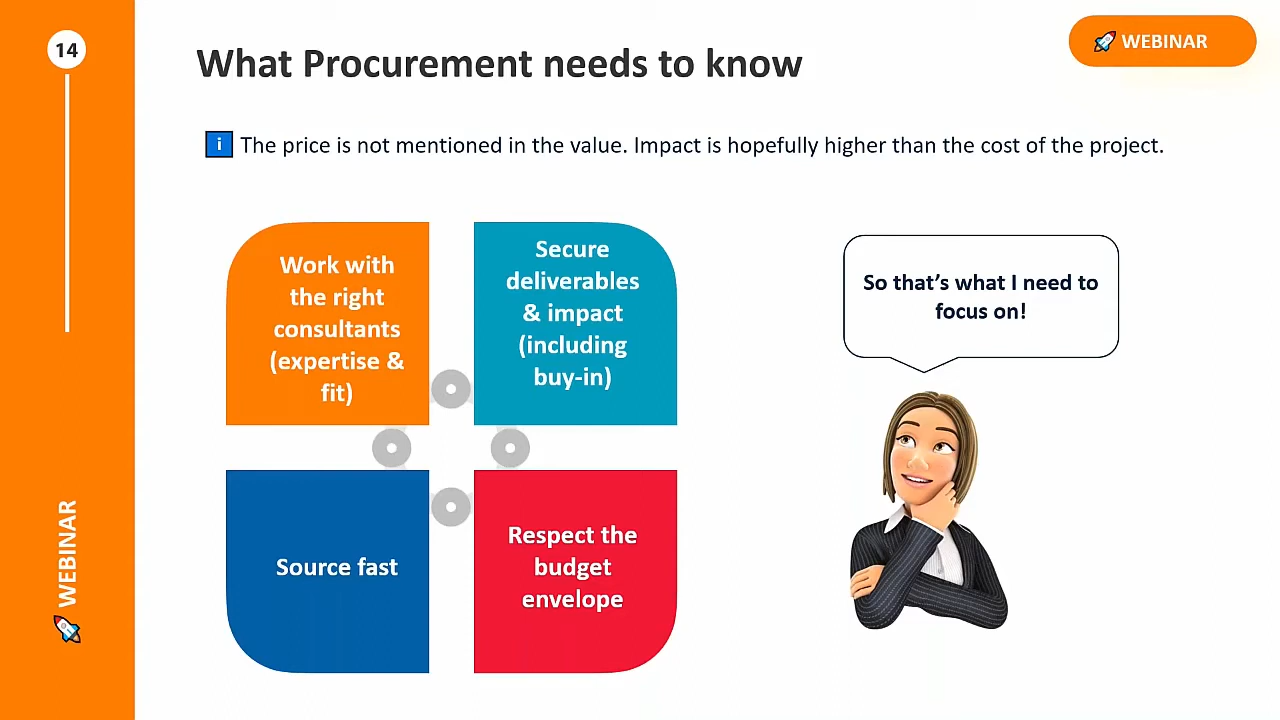 14
WEBINAR
What Procurement needs to know
i The price is not mentioned in the value. Impact is hopefully higher than the cost of the project.
Work with
the right
consultants
(expertise &
fit)
Secure
deliverables
& impact
(including
buy-in)
So that’s what I need to
focus on!
Source fast
Respect the
budget
envelope
WEBINAR